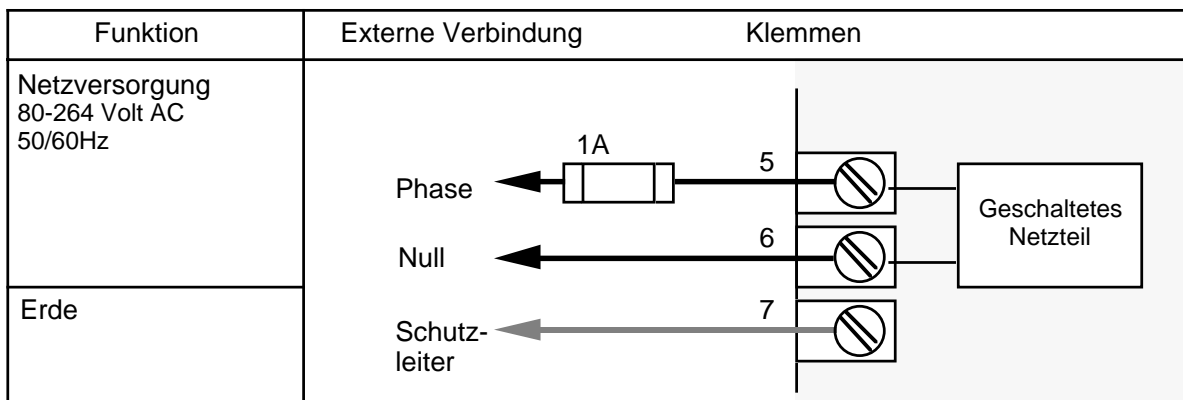 Funktion
Externe Verbindung
Klemmen
Netzversorgung
80-264 Volt AC
50/60Hz
1A
5
Phase
Geschaltetes
Netzteil
6
Null
Erde
7
Schutz-
leiter